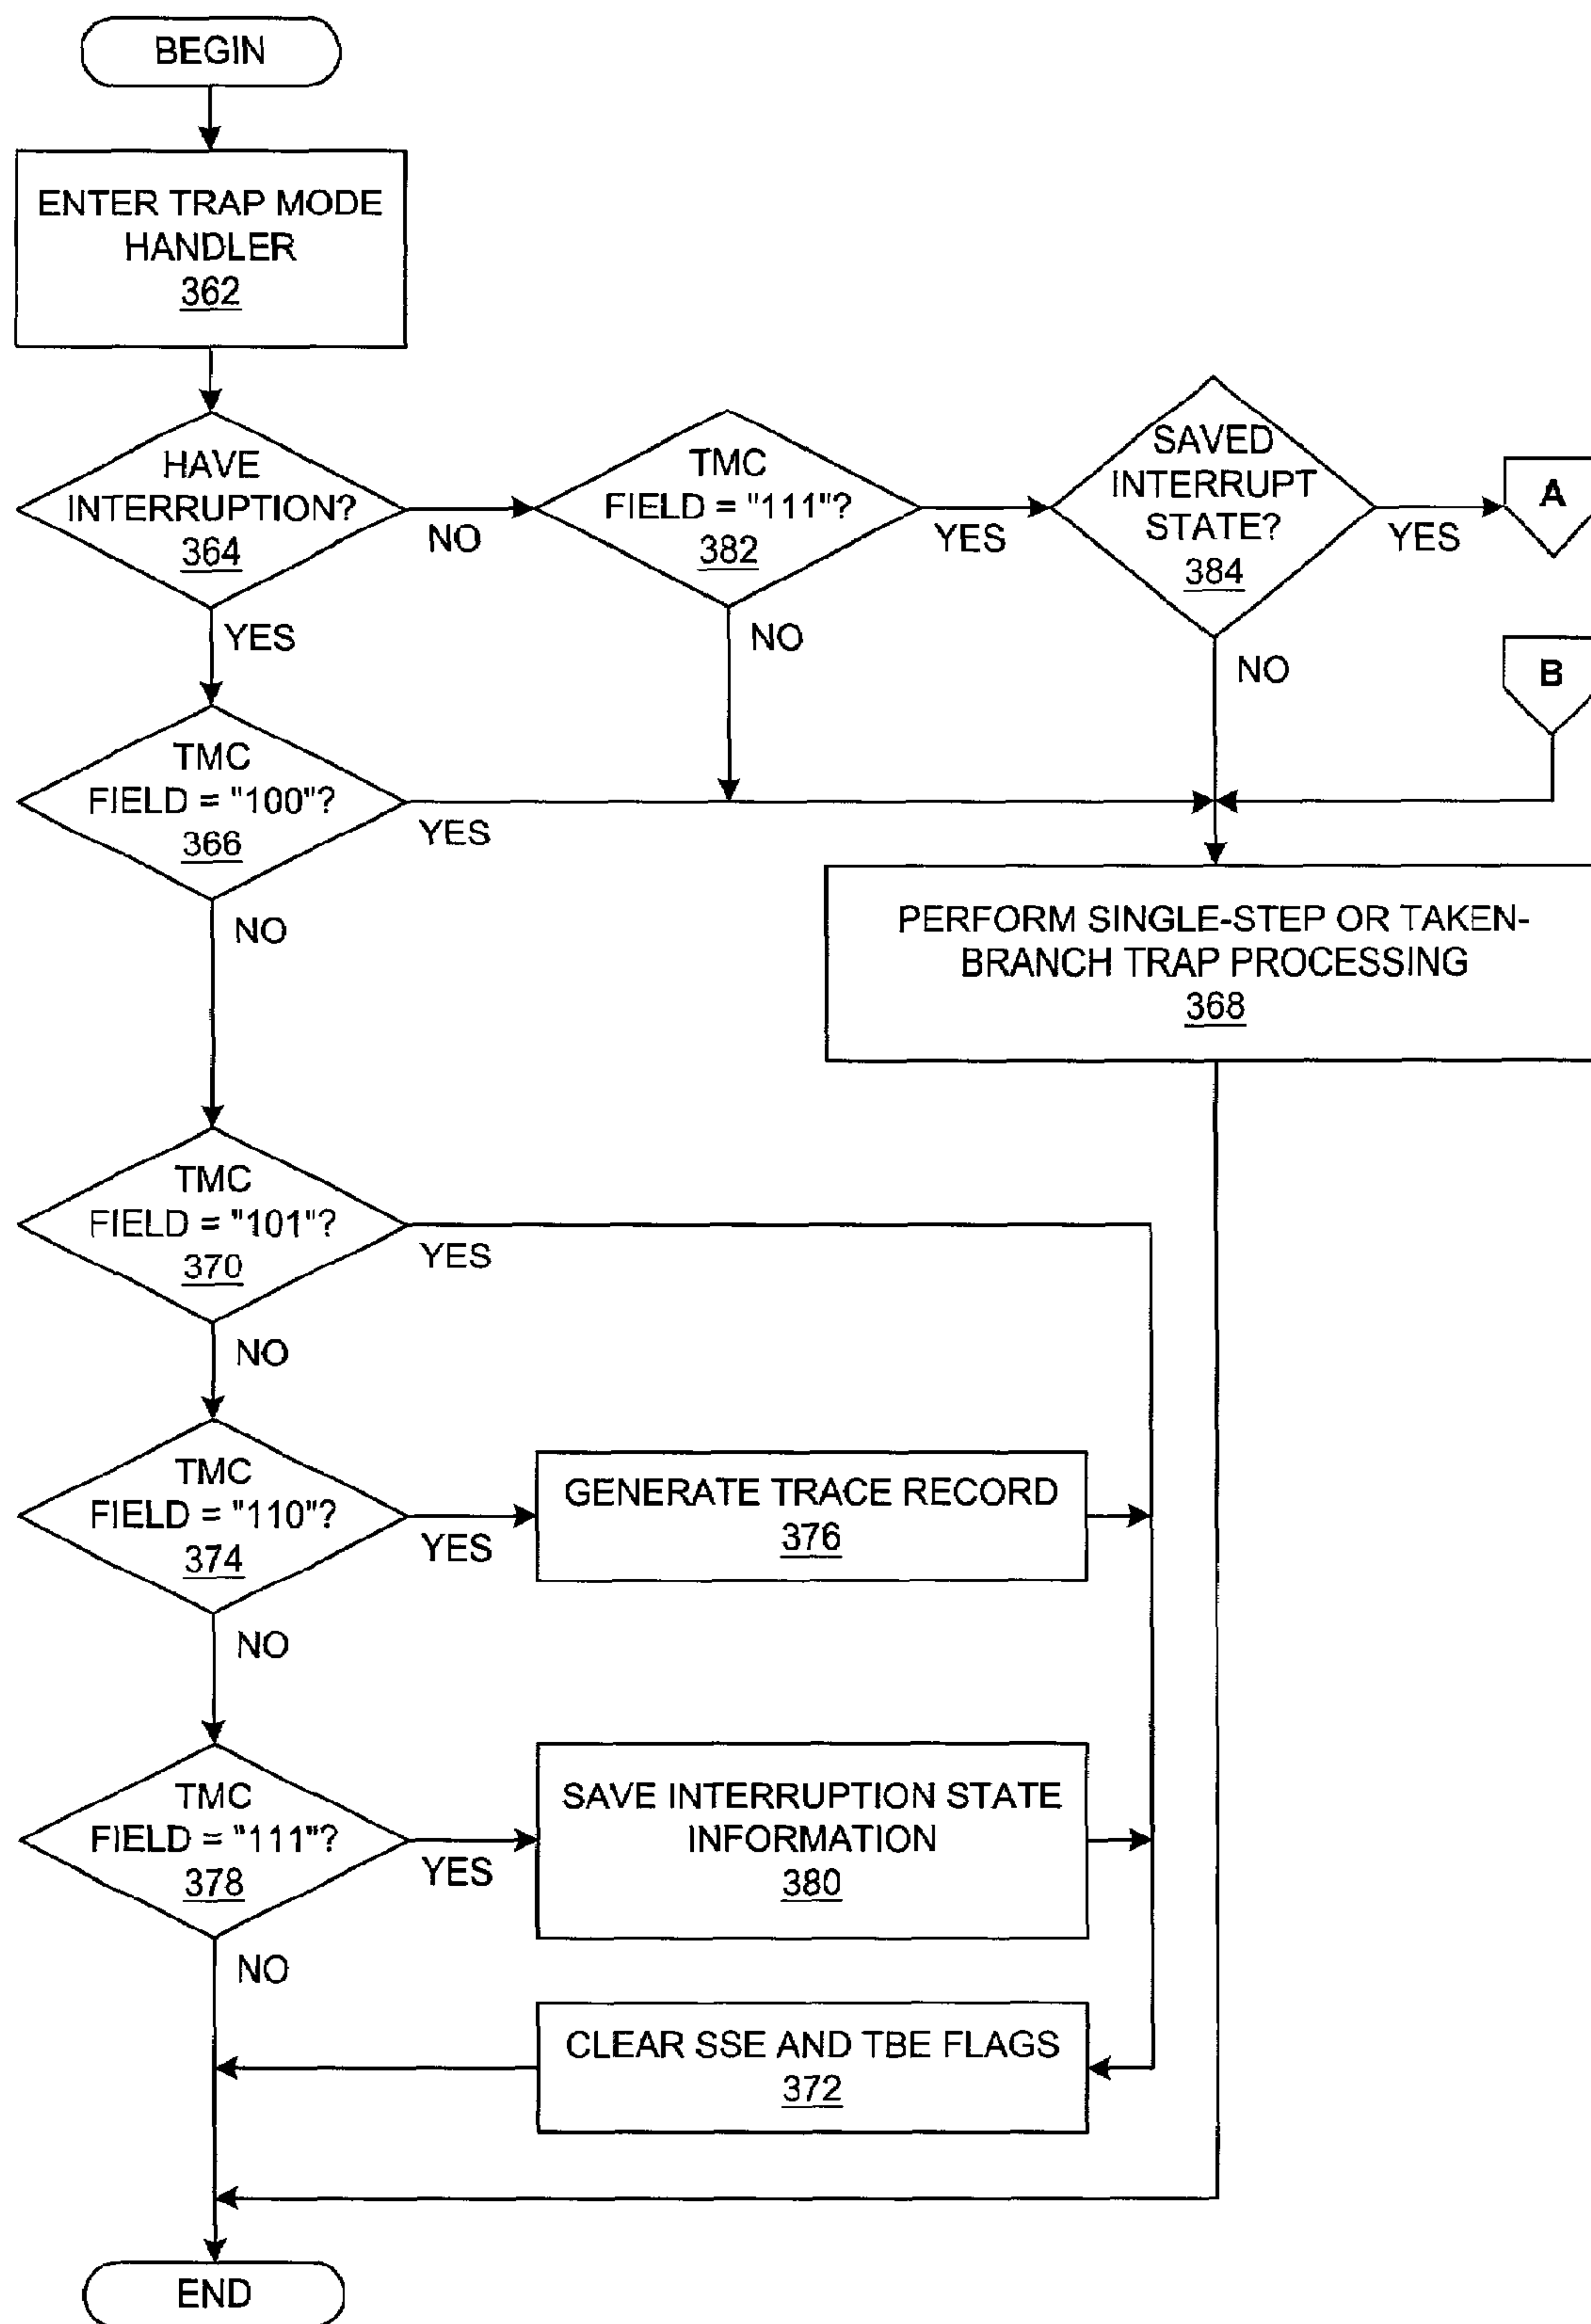 BEGIN
ENTER TRAP MODE
HANDLER
362
HAVE
INTERRUPTION?
364
NO
TMC
FIELD = "111"?
382
YES
SAVED
INTERRUPT
STATE?
384
YES
A
YES
NO
NO
B
TMC
FIELD = "100"?
366
YES
NO
PERFORM SINGLE-STEP OR TAKEN-
BRANCH TRAP PROCESSING
368
TMC
FIELD = "101"?
370
YES
NO
TMC
FIELD = "110"?
374
YES
GENERATE TRACE RECORD
376
NO
TMC
FIELD = "111"?
378
YES
SAVE INTERRUPTION STATE
INFORMATION
380
NO
CLEAR SSE AND TBE FLAGS
372
END